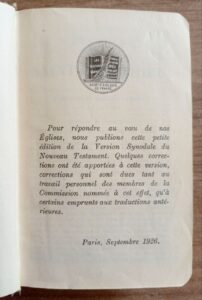 Pour répondre au vœu de nos
Églises, nous publions cette petite
édition de la Version Synodale du
Nouveau Testament. Quelques correc-
tions ont été apportées à cette version,
corrections qui sont dues tant au
travail personnel des membres de la
Commission nommée à cet effet, qu'à
certains emprunts aux traductions anté-
rieures.
Paris, Septembre 1926.